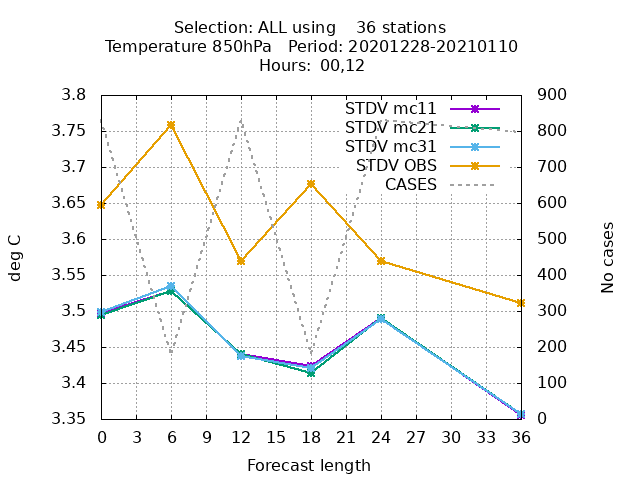 Selection: ALL using    36 stations
Temperature 850hPa   Period: 20201228-20210110
Hours:  00,12
3.8
3.75
3.7
3.65
3.6
3.55
3.5
3.45
3.4
3.35
deg C
STDV mc11
STDV mc21
STDV mc31
STDV OBS
CASES
900
800
700
600
500
400
300
200
100
0
No cases
0 3 6 9 12 15 18 21 24 27 30 33 36
Forecast length